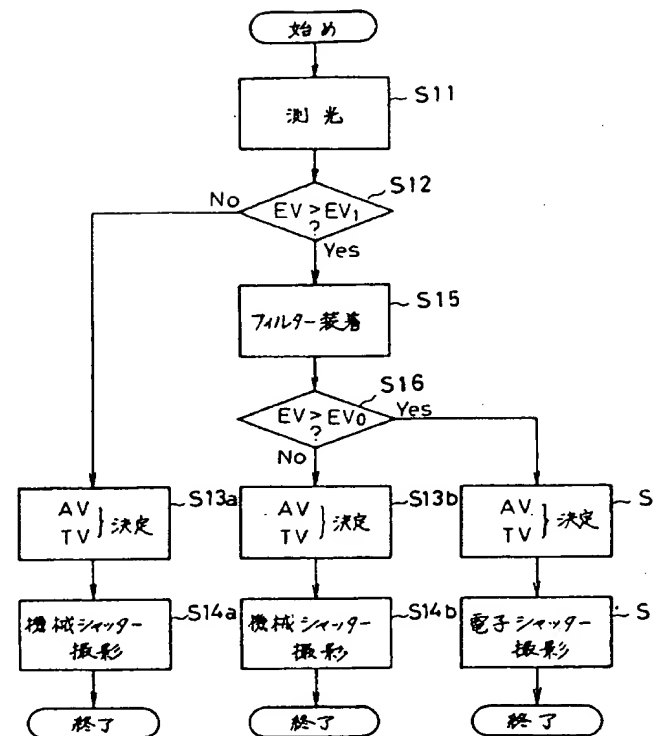 始め
測光
S11
S12
No
EV>EV₁
?
Yes
フィルター装着
S15
S16
EV>EV₀
?
Yes
No
AV
TV
}決定
S13a
AV
TV
}決定
S13b
AV
TV
}決定
S
機械シャッター
撮影
S14a
機械シャッター
撮影
S14b
電子シャッター
撮影
S
終了
終了
終了